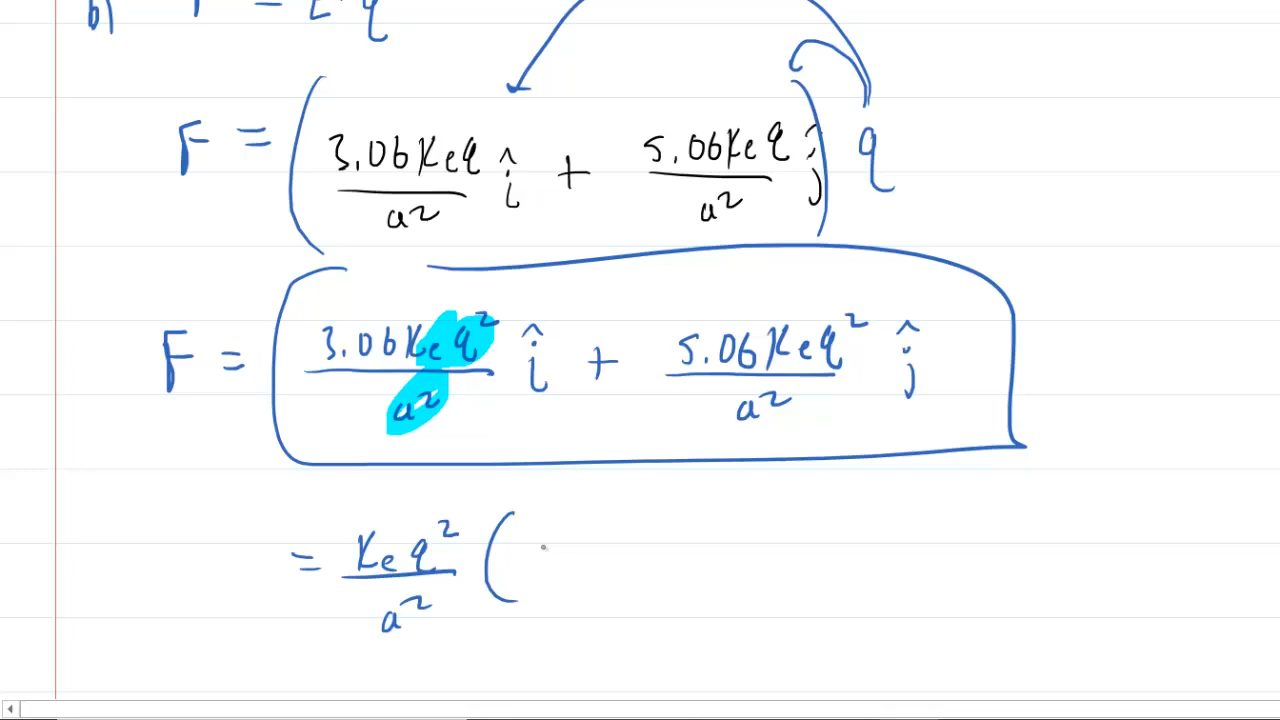 b) F = E · q
F = ( 3.06Keq/a² î + 5.06Keq/a² ĵ ) q
F = 3.06Keq²/a² î + 5.06Keq²/a² ĵ
= Keq²/a² (